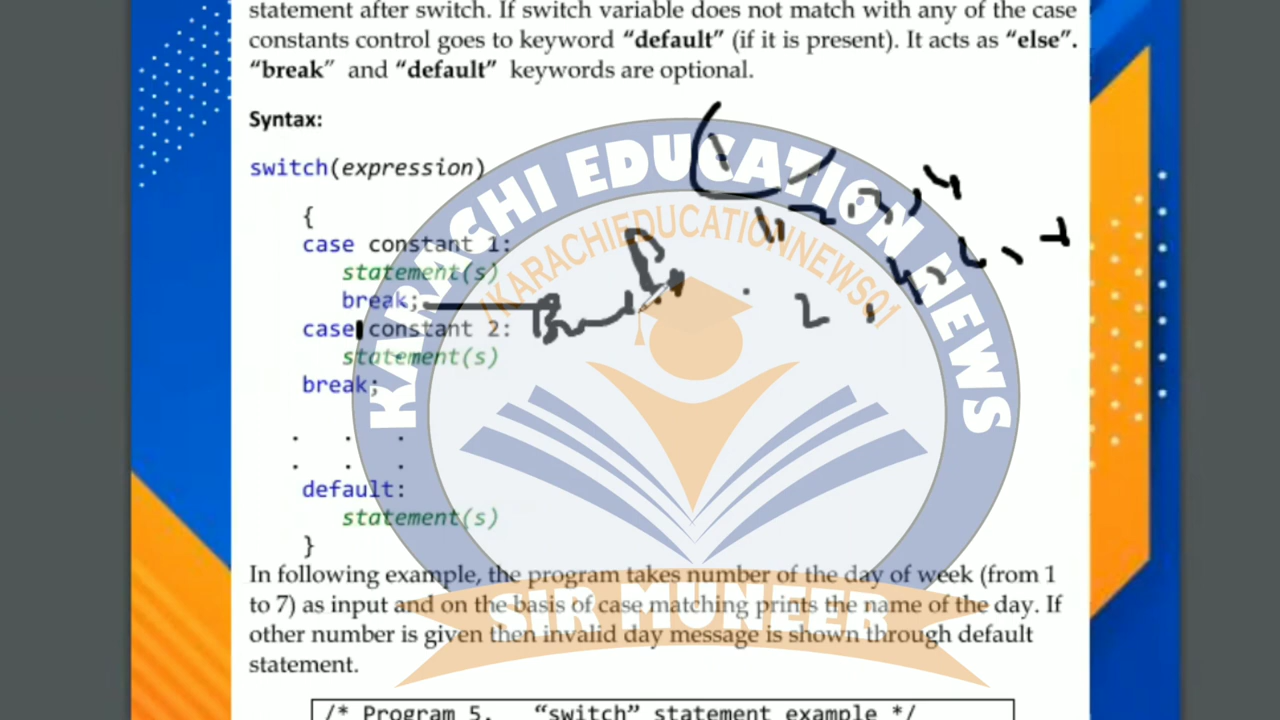 statement after switch. If switch variable does not match with any of the case
constants control goes to keyword “default” (if it is present). It acts as “else”.
“break” and “default” keywords are optional.
Syntax:
switch(expression)
{
case constant 1:
statement(s)
break;
case constant 2:
statement(s)
break;
. . .
. . .
default:
statement(s)
}
In following example, the program takes number of the day of week (from 1
to 7) as input and on the basis of case matching prints the name of the day. If
other number is given then invalid day message is shown through default
statement.
/* Program 5. “switch” statement example */
KARACHI EDUCATION NEWS
/KARACHIEDUCATIONNEWS01
SIR MUNEER